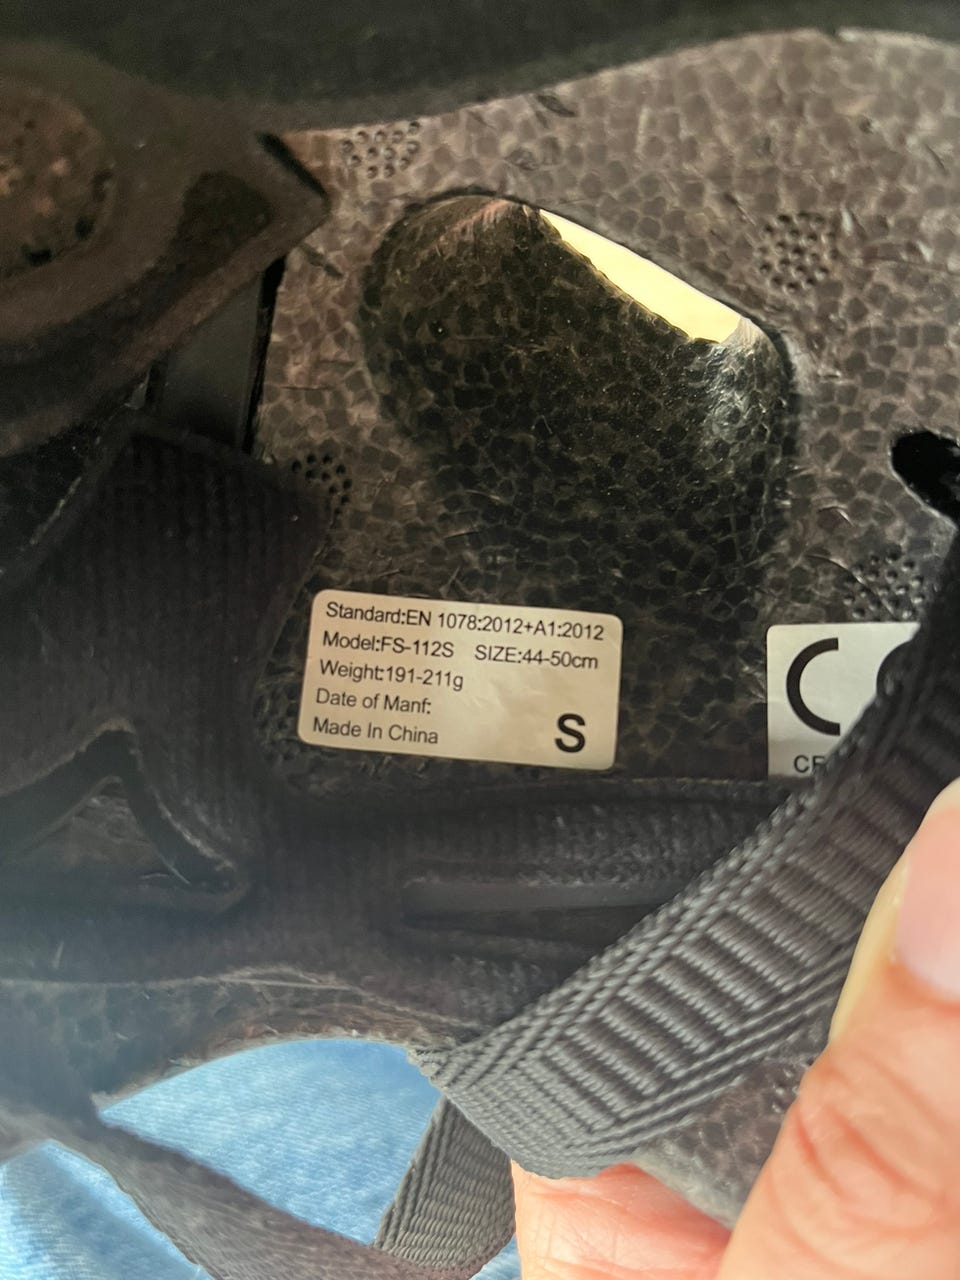 Standard:EN 1078:2012+A1:2012
Model:FS-112S SIZE:44-50cm
Weight:191-211g
Date of Manf:
Made In China
S